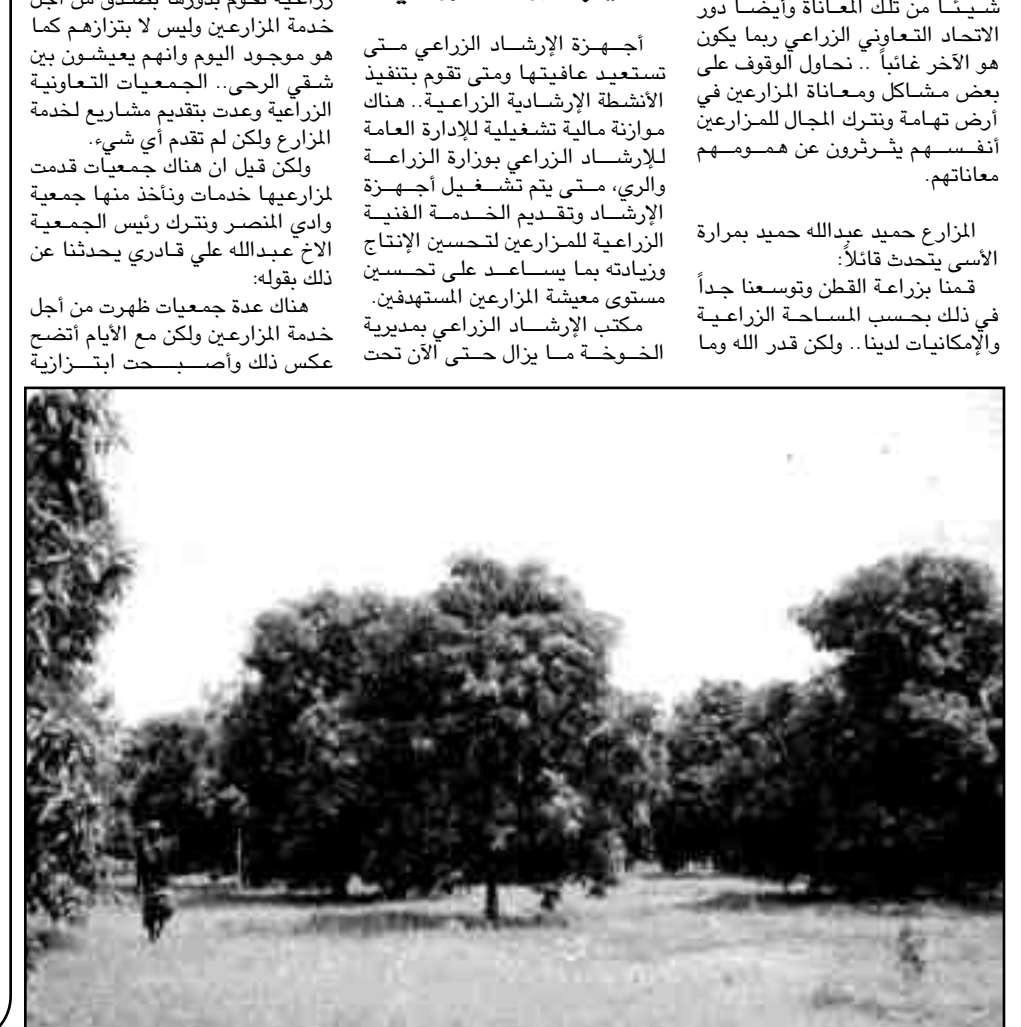 شيئاً من تلك المعاناة وأيضاً دور
الاتحاد التعاوني الزراعي ربما يكون
هو الآخر غائباً .. نحاول الوقوف على
بعض مشاكل ومعاناة المزارعين في
أرض تهامة ونترك المجال للمزارعين
أنفسهم يثرثرون عن همومهم
معاناتهم.
المزارع حميد عبدالله حميد بمرارة
الأسى يتحدث قائلاً:
قمنا بزراعة القطن وتوسعنا جداً
في ذلك بحسب المساحة الزراعية
والإمكانيات لدينا.. ولكن قدر الله وما
أجهزة الإرشاد الزراعي متى
تستعيد عافيتها ومتى تقوم بتنفيذ
الأنشطة الإرشادية الزراعية.. هناك
موازنة مالية تشغيلية للإدارة العامة
للإرشاد الزراعي بوزارة الزراعة
والري، متى يتم تشغيل أجهزة
الإرشاد وتقديم الخدمة الفنية
الزراعية للمزارعين لتحسين الإنتاج
وزيادته بما يساعد على تحسين
مستوى معيشة المزارعين المستهدفين.
مكتب الإرشاد الزراعي بمديرية
الخوخة ما يزال حتى الآن تحت
زراعية تقوم بدورها بصدق من أجل
خدمة المزارعين وليس لا بتزازهم كما
هو موجود اليوم وانهم يعيشون بين
شقي الرحى.. الجمعيات التعاونية
الزراعية وعدت بتقديم مشاريع لخدمة
المزارع ولكن لم تقدم أي شيء.
ولكن قيل ان هناك جمعيات قدمت
لمزارعيها خدمات ونأخذ منها جمعية
وادي المنصر ونترك رئيس الجمعية
الاخ عبدالله علي قادري يحدثنا عن
ذلك بقوله:
هناك عدة جمعيات ظهرت من أجل
خدمة المزارعين ولكن مع الأيام أتضح
عكس ذلك وأصبحت ابتزازية